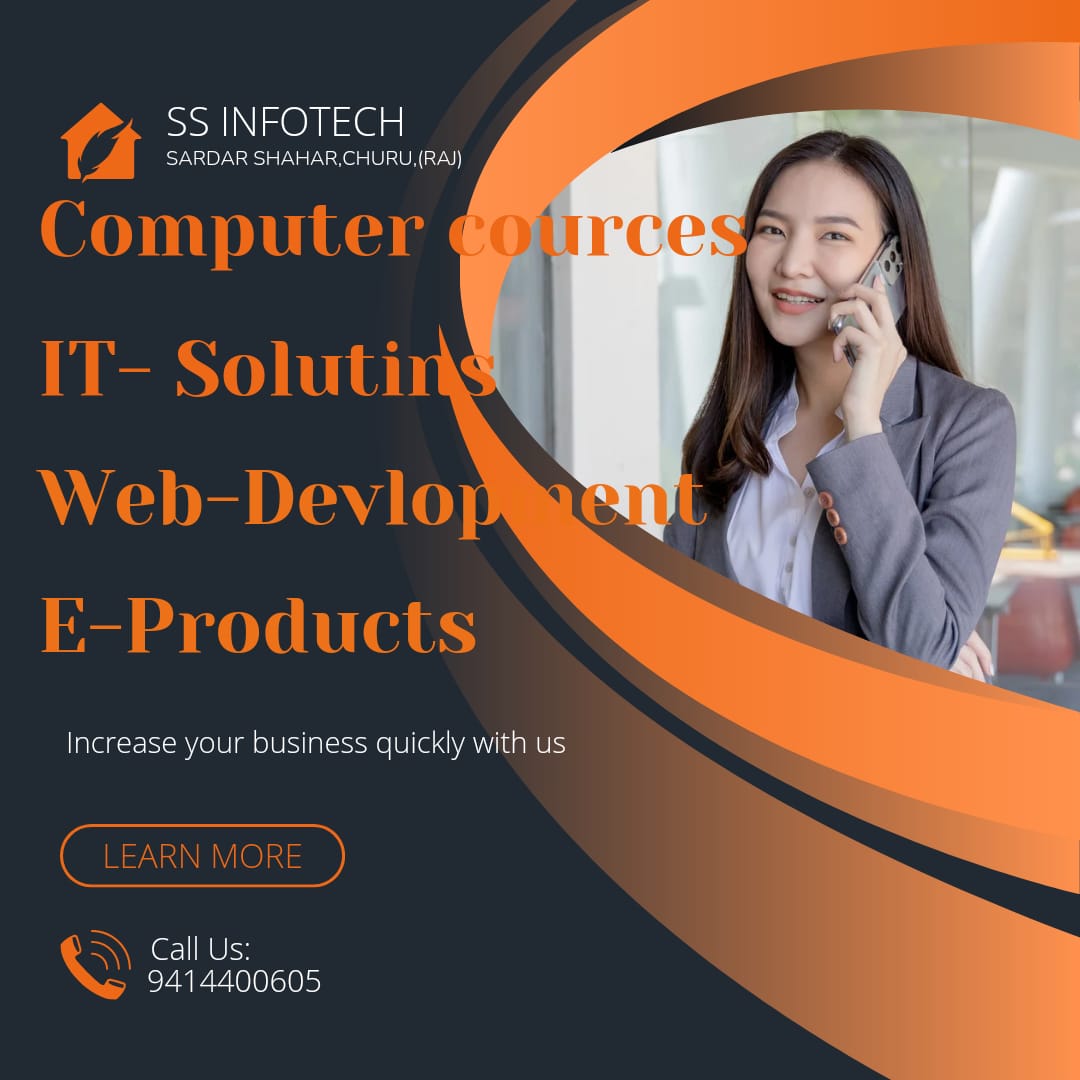 SS INFOTECH
SARDAR SHAHAR,CHURU,(RAJ)
Computer cources
IT- Solutins
Web-Devlopment
E-Products
Increase your business quickly with us
LEARN MORE
Call Us:
9414400605